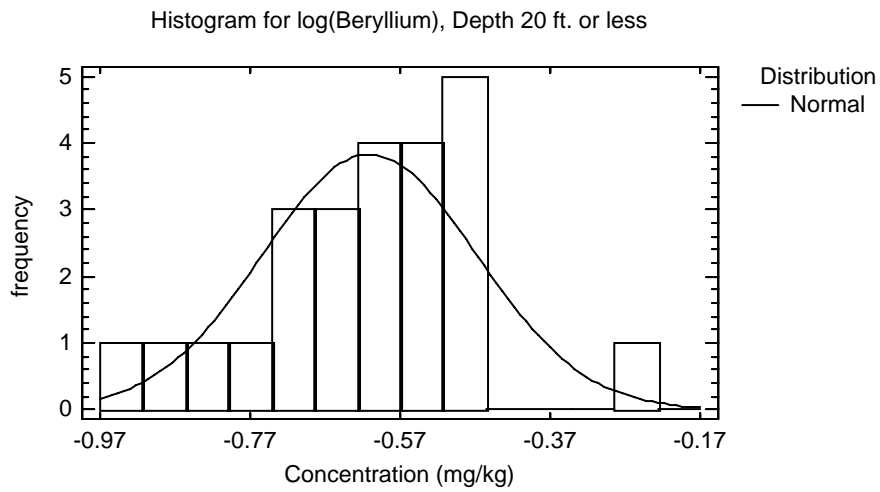 Histogram for log(Beryllium), Depth 20 ft. or less
Distribution
Normal
frequency
5
4
3
2
1
0
-0.97 -0.77 -0.57 -0.37 -0.17
Concentration (mg/kg)